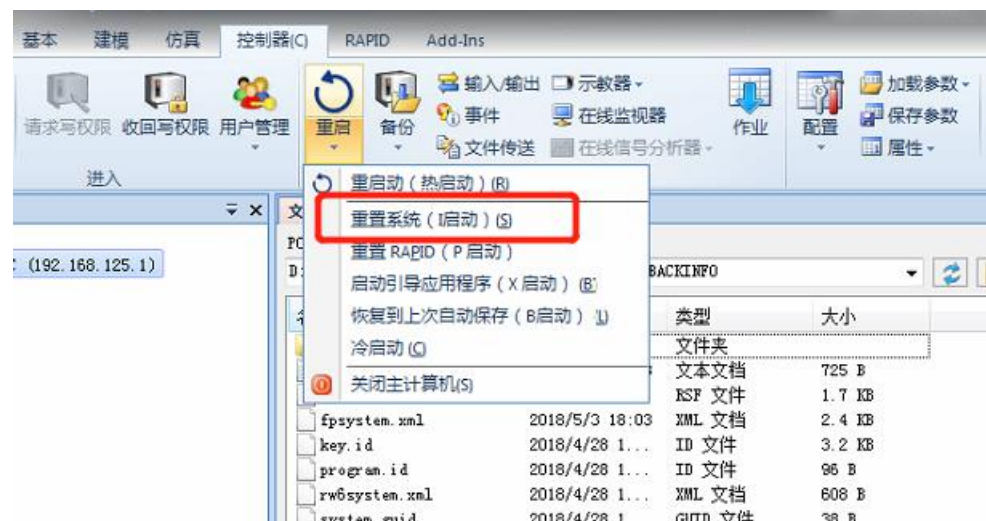 基本 建模 仿真 控制器(C) RAPID Add-Ins
请求写权限 收回写权限 用户管理
进入
重启 备份
输入/输出 示教器
事件 在线监视器
文件传送 在线信号分析器
作业
配置
加载参数
保存参数
属性
重启动(热启动)(R)
重置系统(I启动)(S)
重置 RAPID(P 启动)
启动引导应用程序(X 启动)(B)
恢复到上次自动保存(B启动)
冷启动(C)
关闭主计算机(S)
(192.168.125.1)
BACKINFO
类型 大小
文件夹
文本文档 725 B
RSF 文件 1.7 KB
fpsystem.xml 2018/5/3 18:03 XML 文档 2.4 KB
key.id 2018/4/28 1... ID 文件 3.2 KB
program.id 2018/4/28 1... ID 文件 96 B
rw6system.xml 2018/4/28 1... XML 文档 608 B
system.guid 2018/4/28 1... GUID 文件 38 B